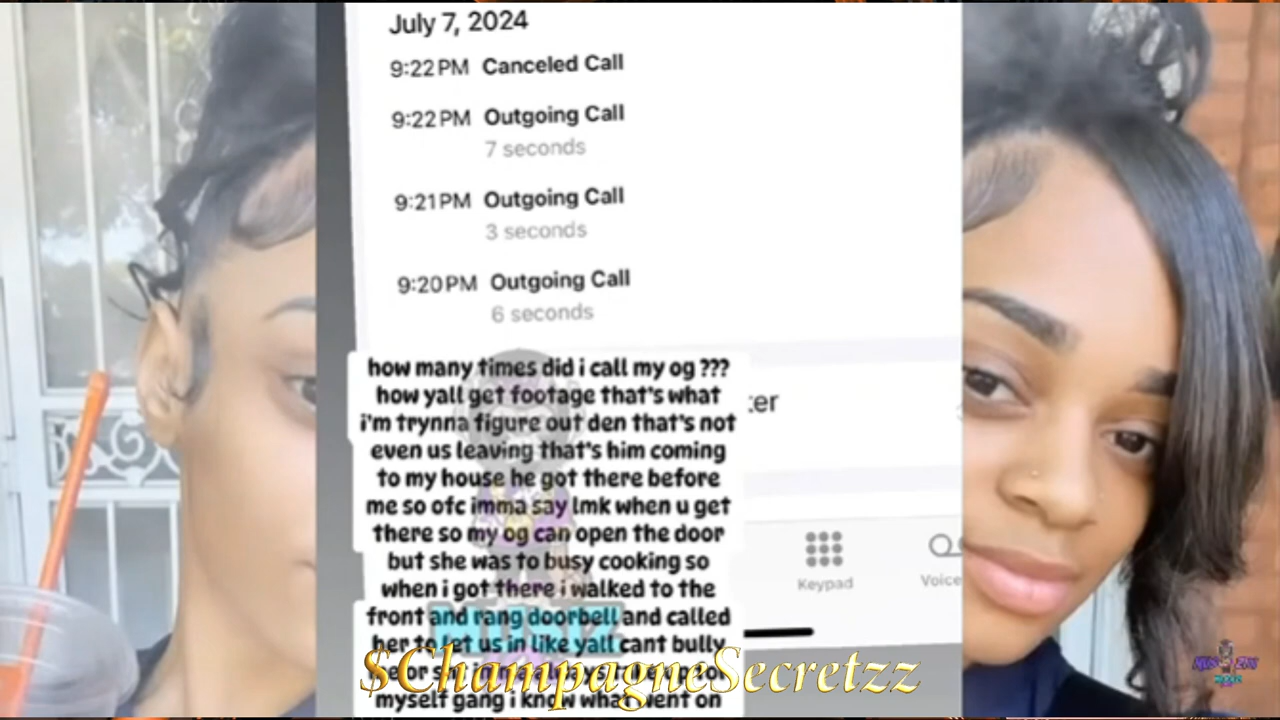 July 7, 2024
9:22 PM Canceled Call
9:22 PM Outgoing Call
7 seconds
9:21 PM Outgoing Call
3 seconds
9:20 PM Outgoing Call
6 seconds
how many times did i call my og ???
how yall get footage that's what
i'm trynna figure out den that's not
even us leaving that's him coming
to my house he got there before
me so ofc imma say lmk when u get
there so my og can open the door
but she was to busy cooking so
when i got there i walked to the
front and rang doorbell and called
her to let us in like yall cant bully
myself gang i know what went on
ter
Keypad
Voice
$ChampagneSecretzz